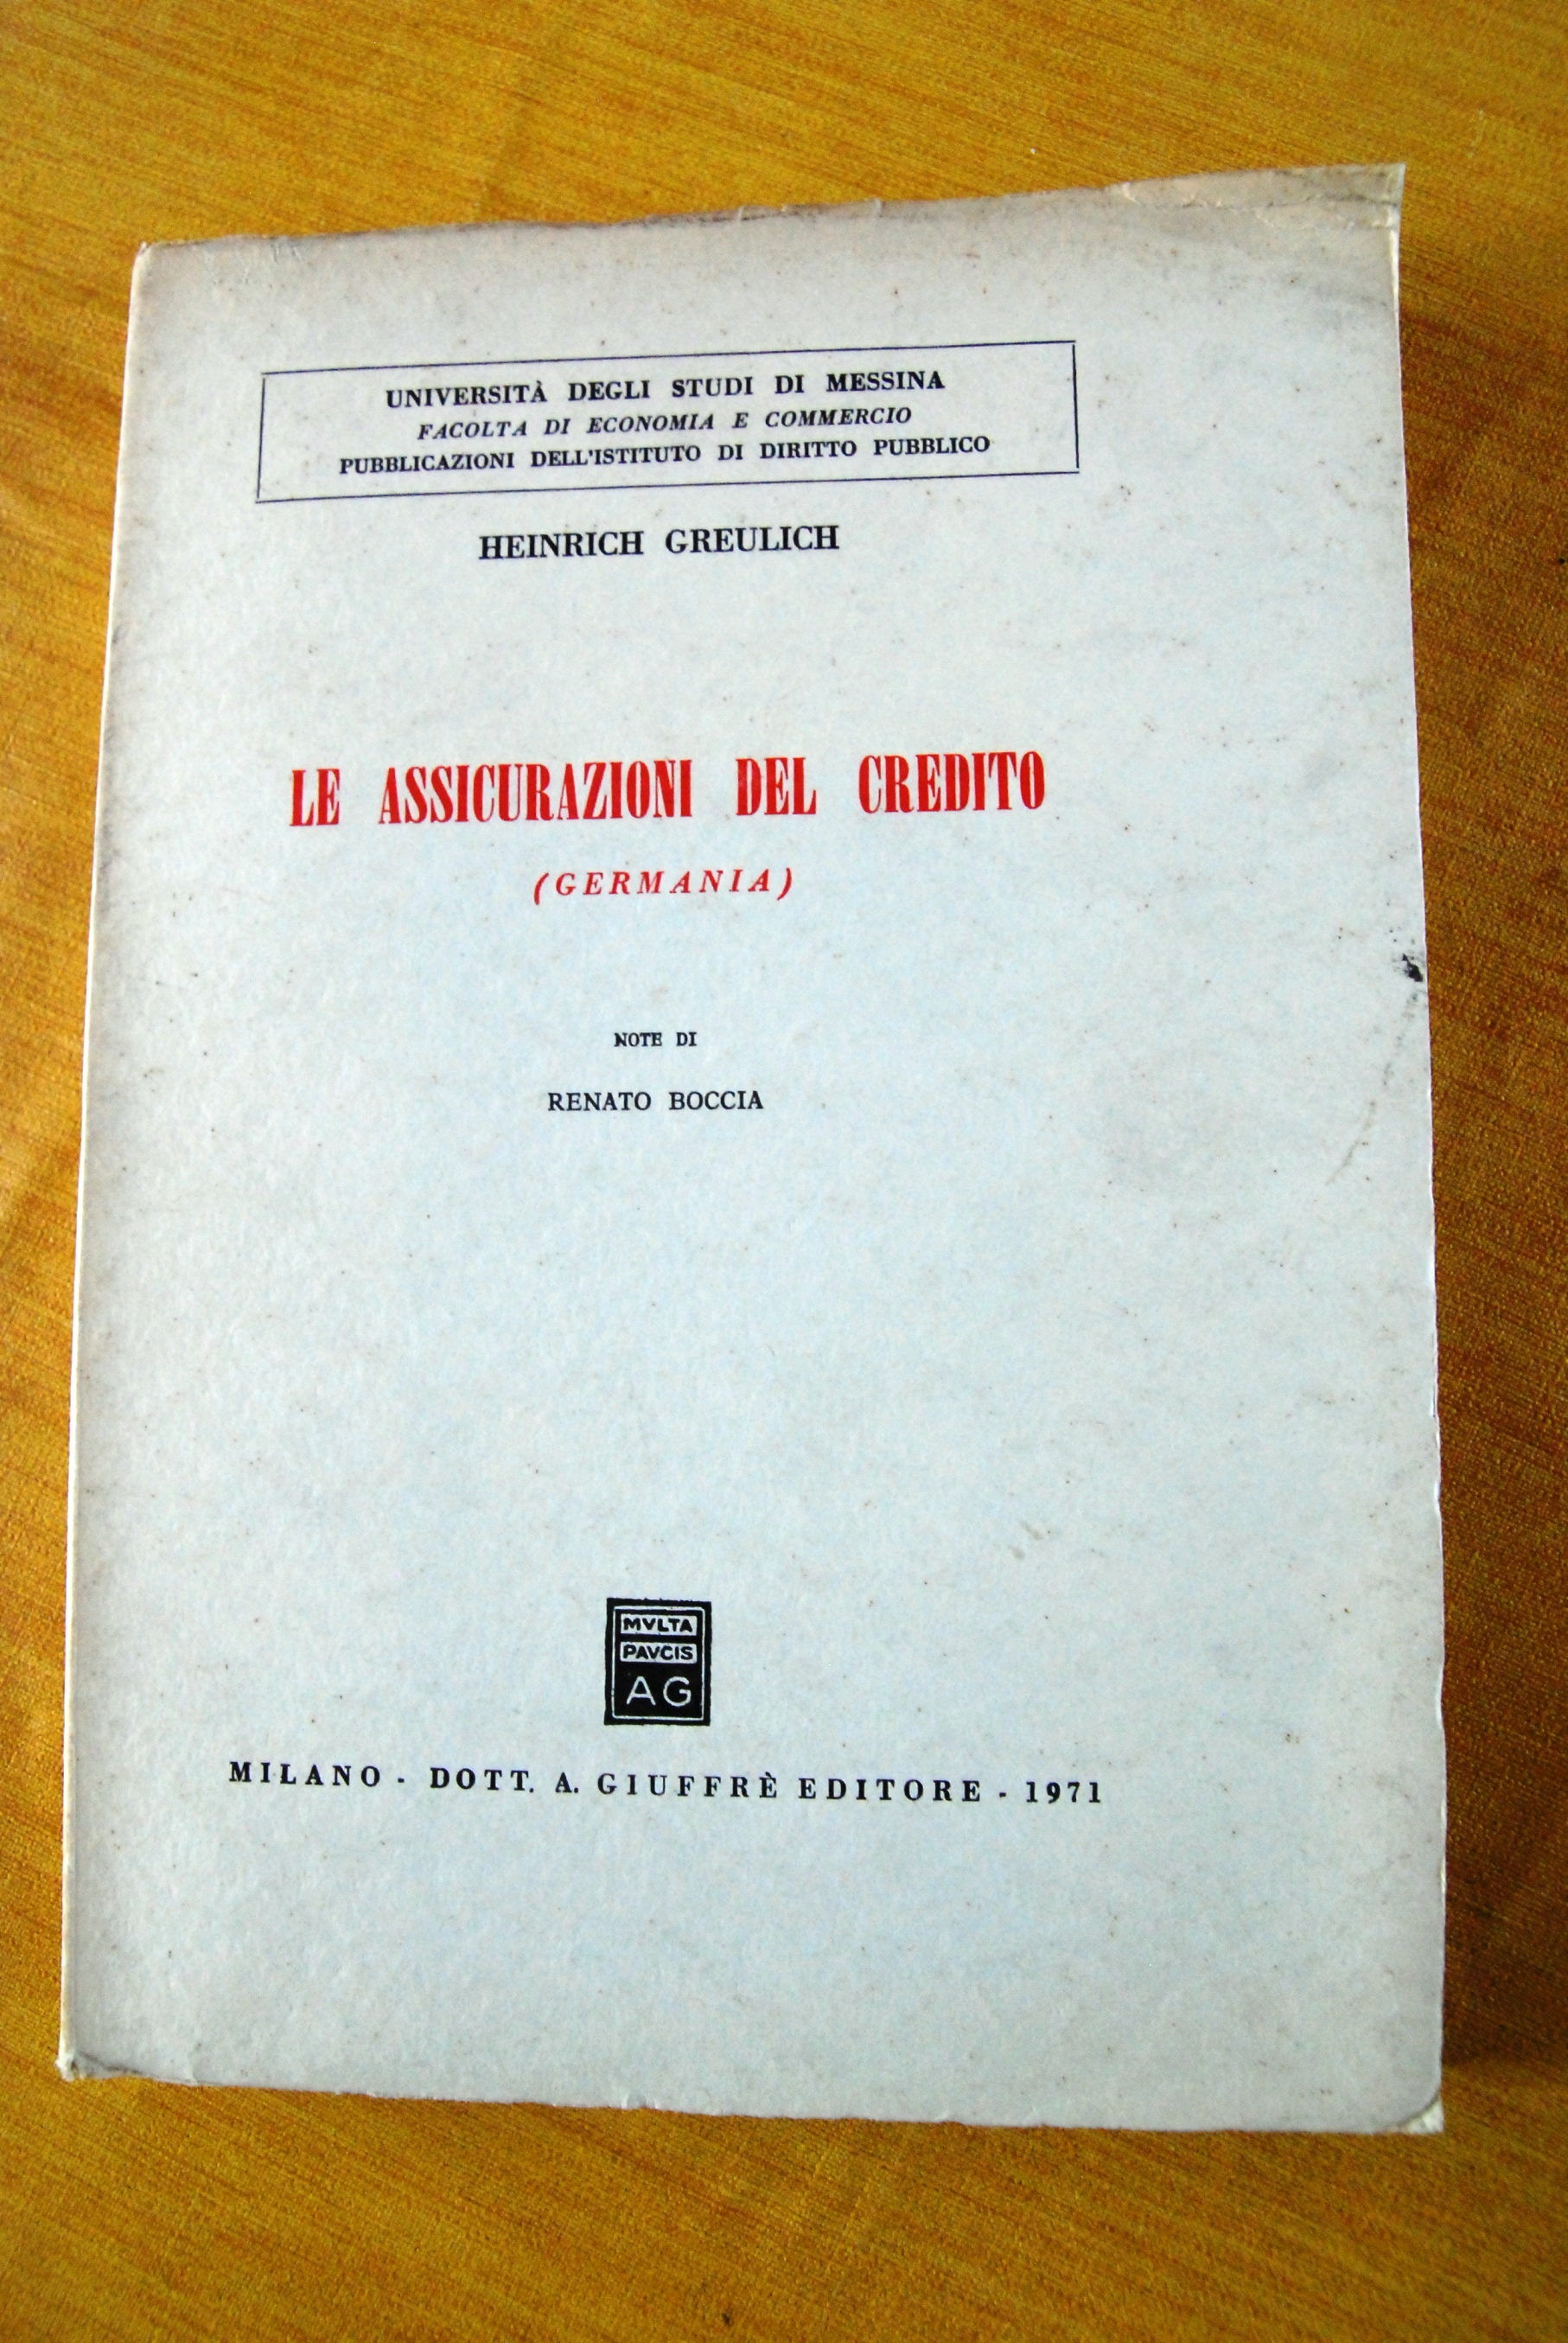 UNIVERSITÀ DEGLI STUDI DI MESSINA
FACOLTA DI ECONOMIA E COMMERCIO
PUBBLICAZIONI DELL'ISTITUTO DI DIRITTO PUBBLICO
HEINRICH GREULICH
LE ASSICURAZIONI DEL CREDITO
(GERMANIA)
NOTE DI
RENATO BOCCIA
MVLTA
PAVCIS
AG
MILANO - DOTT. A. GIUFFRÈ EDITORE - 1971